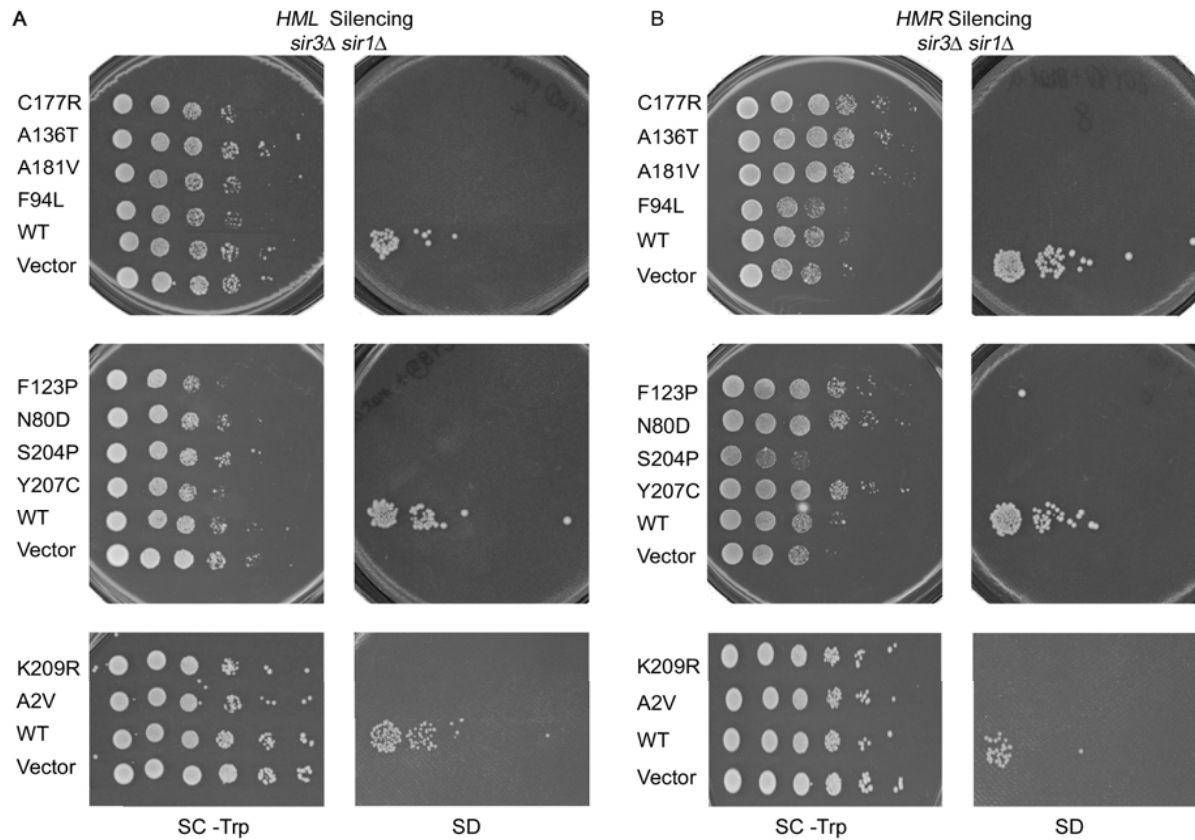 A
HML Silencing
sir3Δ sir1Δ
C177R
A136T
A181V
F94L
WT
Vector
F123P
N80D
S204P
Y207C
WT
Vector
K209R
A2V
WT
Vector
SC -Trp
SD
B
HMR Silencing
sir3Δ sir1Δ
C177R
A136T
A181V
F94L
WT
Vector
8
F123P
N80D
S204P
Y207C
WT
Vector
K209R
A2V
WT
Vector
SC -Trp
SD